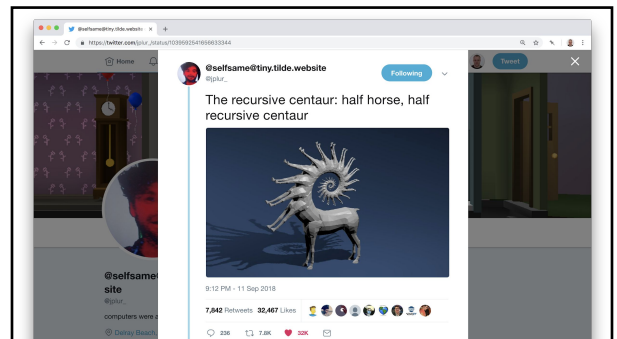 @selfsame@tiny.tilde.website
https://twitter.com/jplur_/status/1039592541656633344
Home
Tweet
@selfsame@tiny.tilde.website
@jplur_
Following
The recursive centaur: half horse, half
recursive centaur
9:12 PM - 11 Sep 2018
7,842 Retweets 32,467 Likes
236 7.8K 32K
@selfsame
site
@jplur_
computers were a
Delray Beach,